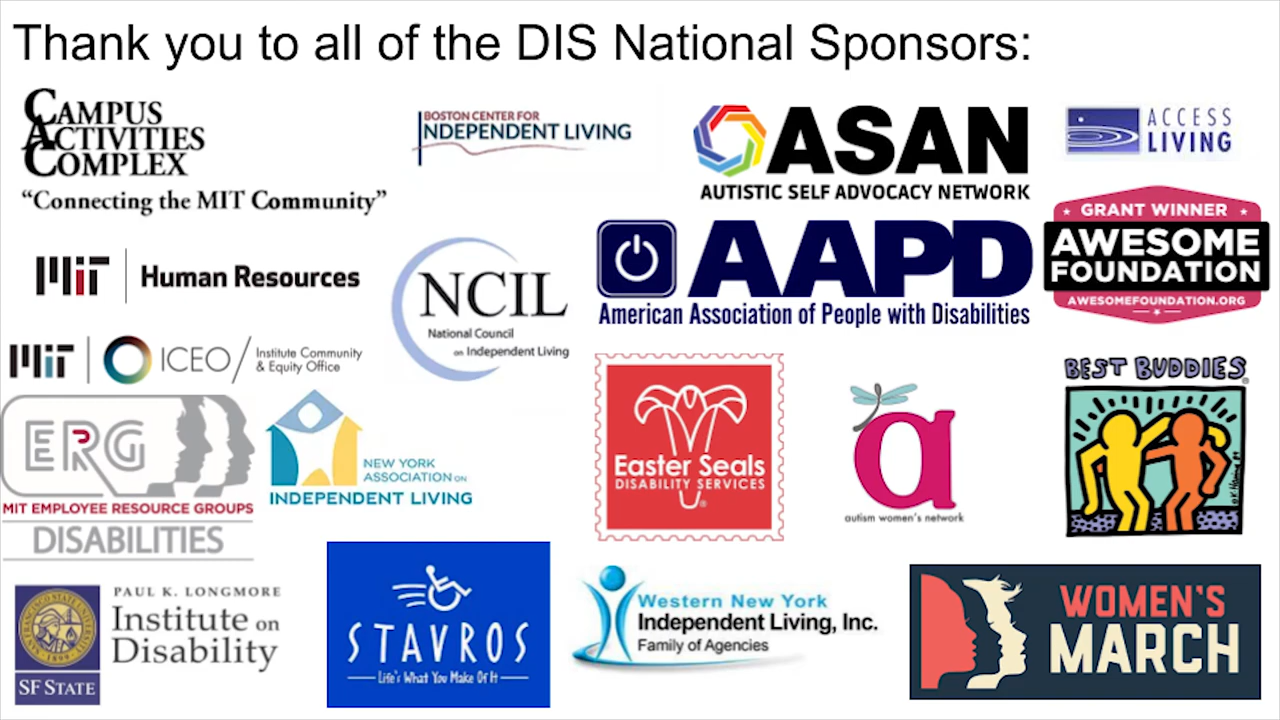 Thank you to all of the DIS National Sponsors:
CAMPUS
ACTIVITIES
COMPLEX
"Connecting the MIT Community"
BOSTON CENTER FOR
INDEPENDENT LIVING
ASAN
AUTISTIC SELF ADVOCACY NETWORK
ACCESS
LIVING
MIT Human Resources
NCIL
National Council
on Independent Living
AAPD
American Association of People with Disabilities
GRANT WINNER
AWESOME
FOUNDATION
AWESOMEFOUNDATION.ORG
MIT ICEO / Institute Community
& Equity Office
ERG
MIT EMPLOYEE RESOURCE GROUPS
DISABILITIES
NEW YORK
ASSOCIATION ON
INDEPENDENT LIVING
Easter Seals
DISABILITY SERVICES
a
autism women's network
BEST BUDDIES
SF STATE
PAUL K. LONGMORE
Institute on
Disability
STAVROS
Life's What You Make Of It
Western New York
Independent Living, Inc.
Family of Agencies
WOMEN'S
MARCH